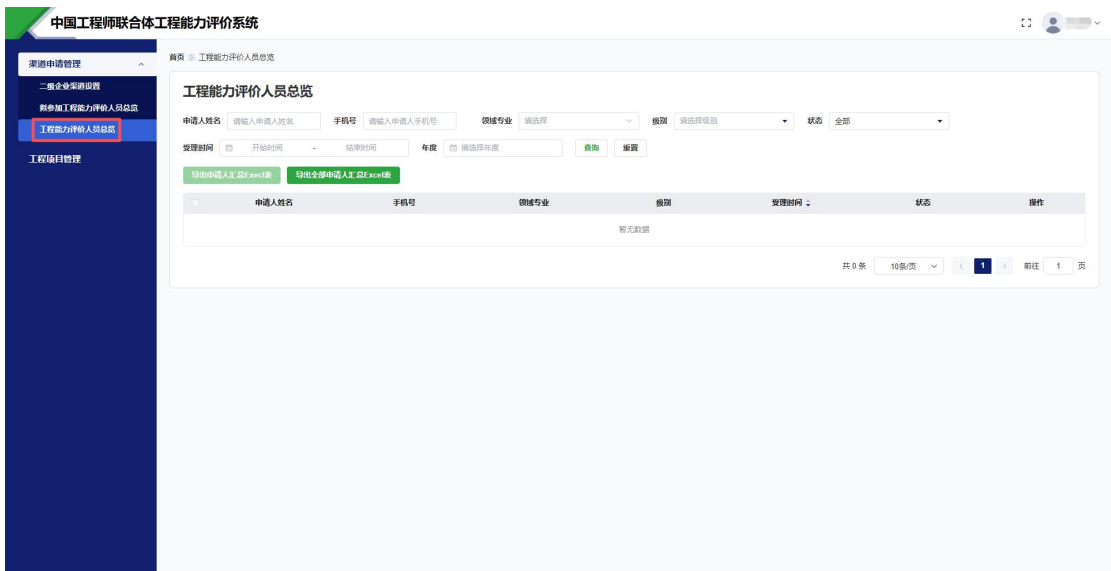 中国工程师联合体工程能力评价系统
渠道申请管理
二级企业渠道设置
拟参加工程能力评价人员总览
工程能力评价人员总览
工程项目管理
首页 工程能力评价人员总览
工程能力评价人员总览
申请人姓名 请输入申请人姓名 手机号 请输入申请人手机号 领域专业 请选择 级别 请选择级别 状态 全部
受理时间 开始时间 - 结束时间 年度 请选择年度 查询 重置
导出申请人汇总Execl表 导出全部申请人汇总Excel表
申请人姓名 手机号 领域专业 级别 受理时间 状态 操作
暂无数据
共 0 条 10条/页 < 1 > 前往 1 页